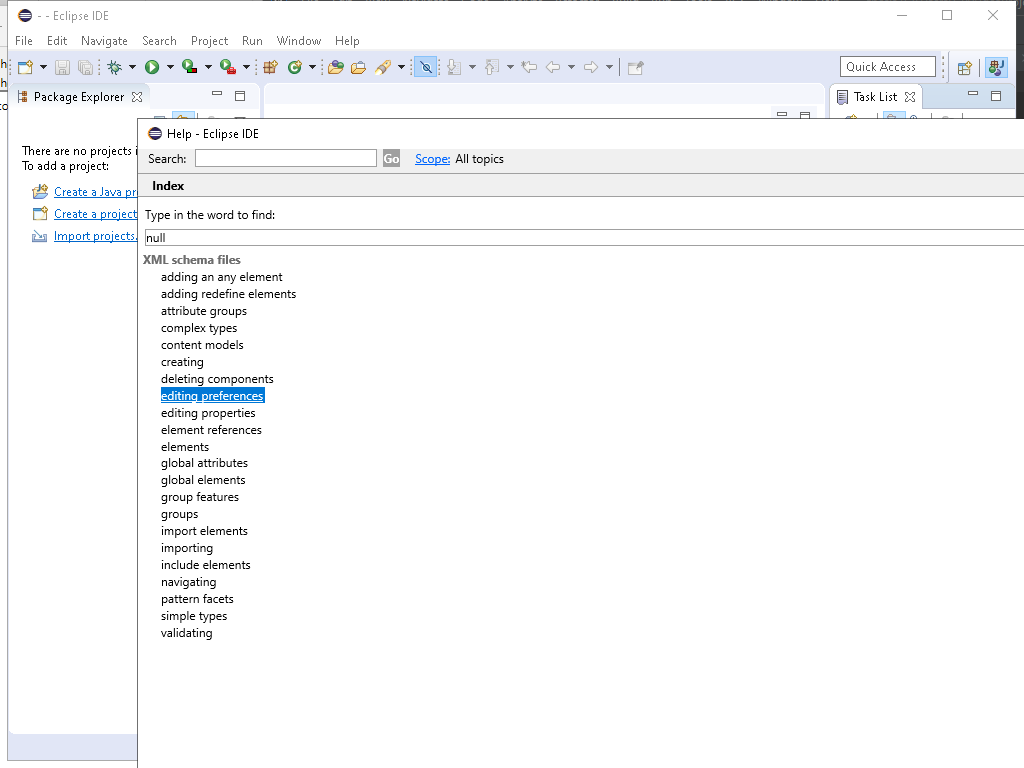 - - Eclipse IDE
File Edit Navigate Search Project Run Window Help
Quick Access
Package Explorer
Task List
There are no projects i
To add a project:
Create a Java pr
Create a project
Import projects.
Help - Eclipse IDE
Search: Go Scope: All topics
Index
Type in the word to find:
null
XML schema files
adding an any element
adding redefine elements
attribute groups
complex types
content models
creating
deleting components
editing preferences
editing properties
element references
elements
global attributes
global elements
group features
groups
import elements
importing
include elements
navigating
pattern facets
simple types
validating